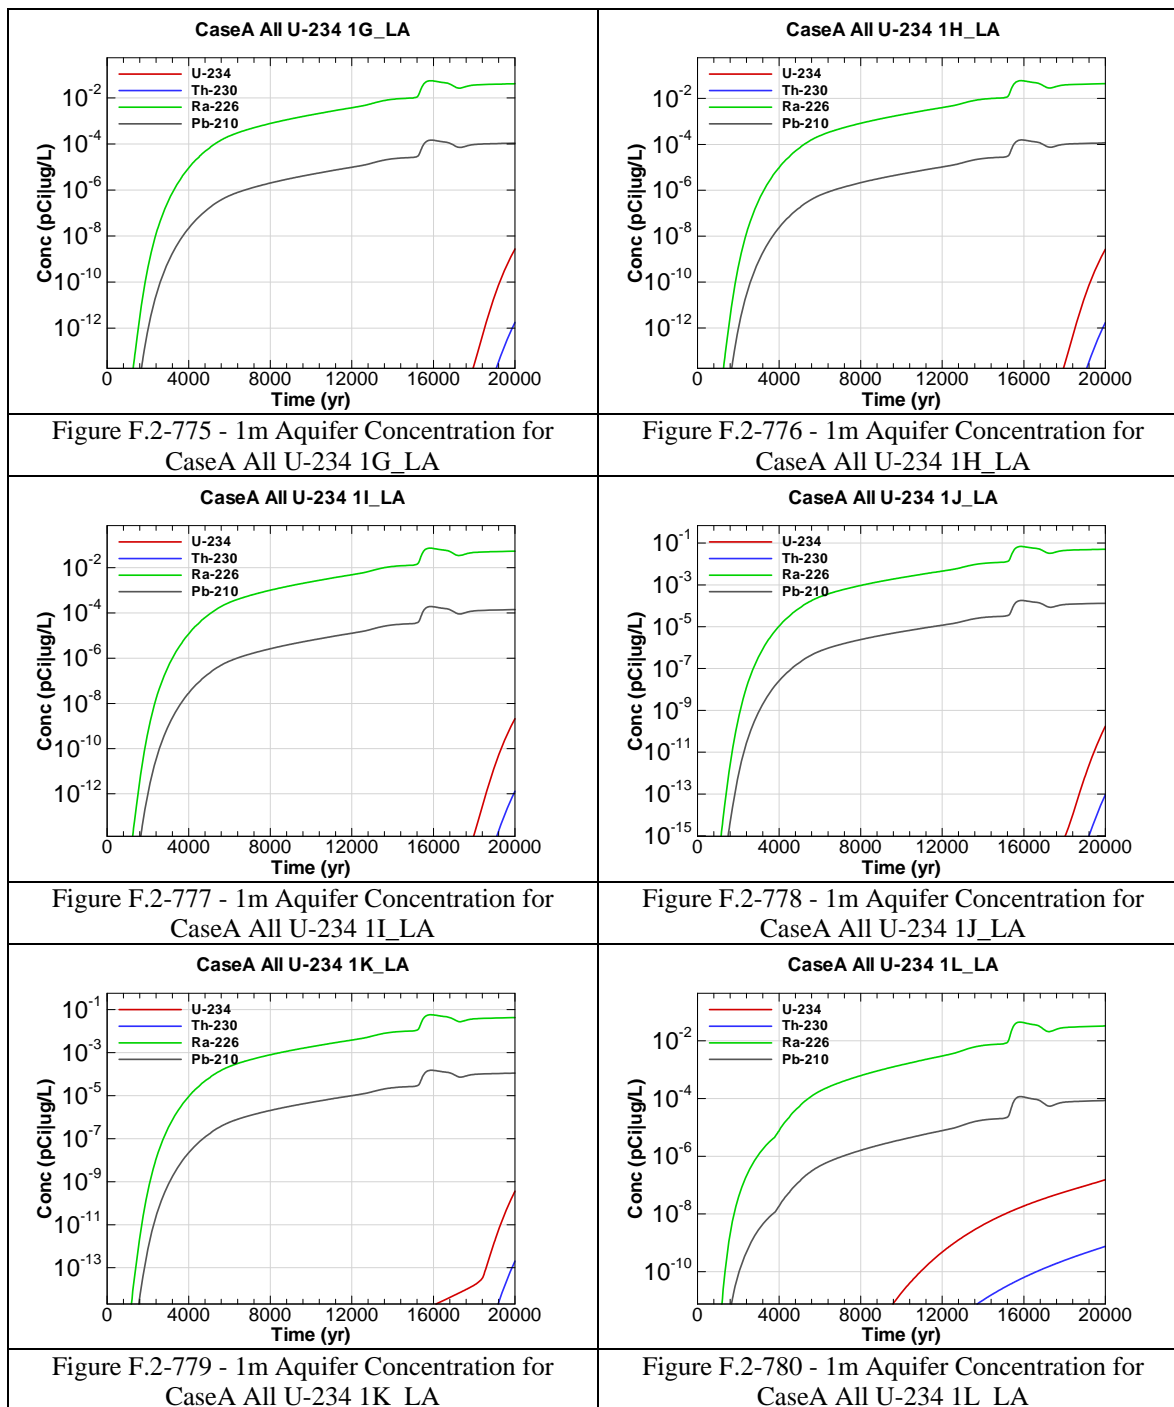 CaseA All U-234 1G_LA
U-234
Th-230
Ra-226
Pb-210
Conc (pCi|ug/L)
10-2
10-4
10-6
10-8
10-10
10-12
0 4000 8000 12000 16000 20000
Time (yr)
Figure F.2-775 - 1m Aquifer Concentration for
CaseA All U-234 1G_LA
CaseA All U-234 1H_LA
U-234
Th-230
Ra-226
Pb-210
Conc (pCi|ug/L)
10-2
10-4
10-6
10-8
10-10
10-12
0 4000 8000 12000 16000 20000
Time (yr)
Figure F.2-776 - 1m Aquifer Concentration for
CaseA All U-234 1H_LA
CaseA All U-234 1I_LA
U-234
Th-230
Ra-226
Pb-210
Conc (pCi|ug/L)
10-2
10-4
10-6
10-8
10-10
10-12
0 4000 8000 12000 16000 20000
Time (yr)
Figure F.2-777 - 1m Aquifer Concentration for
CaseA All U-234 1I_LA
CaseA All U-234 1J_LA
U-234
Th-230
Ra-226
Pb-210
Conc (pCi|ug/L)
10-1
10-3
10-5
10-7
10-9
10-11
10-13
10-15
0 4000 8000 12000 16000 20000
Time (yr)
Figure F.2-778 - 1m Aquifer Concentration for
CaseA All U-234 1J_LA
CaseA All U-234 1K_LA
U-234
Th-230
Ra-226
Pb-210
Conc (pCi|ug/L)
10-1
10-3
10-5
10-7
10-9
10-11
10-13
0 4000 8000 12000 16000 20000
Time (yr)
Figure F.2-779 - 1m Aquifer Concentration for
CaseA All U-234 1K_LA
CaseA All U-234 1L_LA
U-234
Th-230
Ra-226
Pb-210
Conc (pCi|ug/L)
10-2
10-4
10-6
10-8
10-10
0 4000 8000 12000 16000 20000
Time (yr)
Figure F.2-780 - 1m Aquifer Concentration for
CaseA All U-234 1L_LA